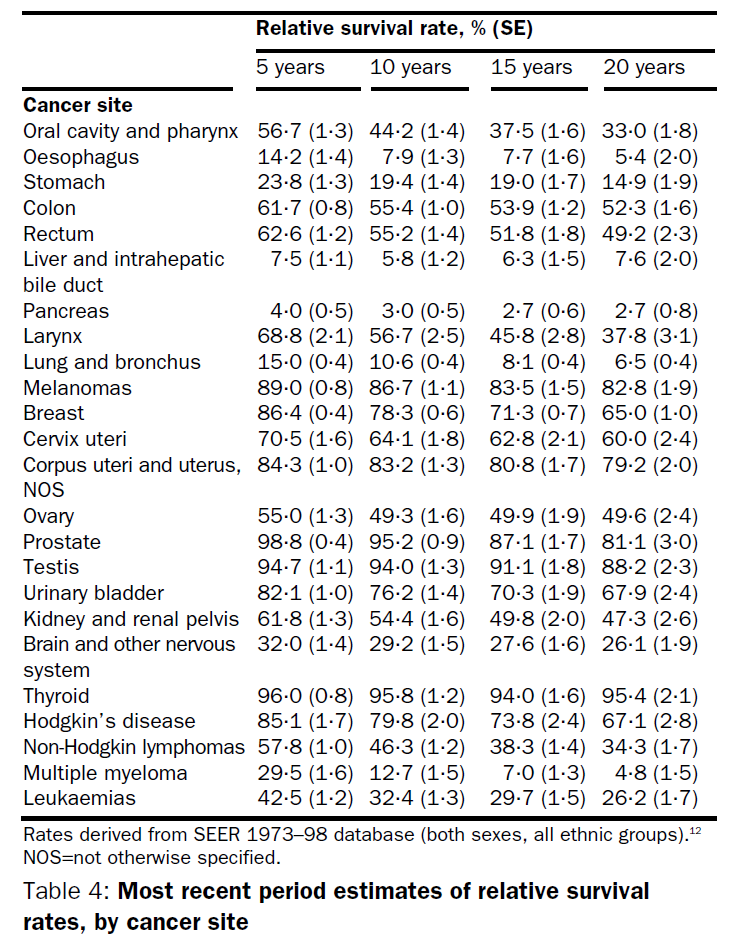 Relative survival rate, % (SE)
5 years 10 years 15 years 20 years
Cancer site
Oral cavity and pharynx 56·7 (1·3) 44·2 (1·4) 37·5 (1·6) 33·0 (1·8)
Oesophagus 14·2 (1·4) 7·9 (1·3) 7·7 (1·6) 5·4 (2·0)
Stomach 23·8 (1·3) 19·4 (1·4) 19·0 (1·7) 14·9 (1·9)
Colon 61·7 (0·8) 55·4 (1·0) 53·9 (1·2) 52·3 (1·6)
Rectum 62·6 (1·2) 55·2 (1·4) 51·8 (1·8) 49·2 (2·3)
Liver and intrahepatic 7·5 (1·1) 5·8 (1·2) 6·3 (1·5) 7·6 (2·0)
bile duct
Pancreas 4·0 (0·5) 3·0 (0·5) 2·7 (0·6) 2·7 (0·8)
Larynx 68·8 (2·1) 56·7 (2·5) 45·8 (2·8) 37·8 (3·1)
Lung and bronchus 15·0 (0·4) 10·6 (0·4) 8·1 (0·4) 6·5 (0·4)
Melanomas 89·0 (0·8) 86·7 (1·1) 83·5 (1·5) 82·8 (1·9)
Breast 86·4 (0·4) 78·3 (0·6) 71·3 (0·7) 65·0 (1·0)
Cervix uteri 70·5 (1·6) 64·1 (1·8) 62·8 (2·1) 60·0 (2·4)
Corpus uteri and uterus, 84·3 (1·0) 83·2 (1·3) 80·8 (1·7) 79·2 (2·0)
NOS
Ovary 55·0 (1·3) 49·3 (1·6) 49·9 (1·9) 49·6 (2·4)
Prostate 98·8 (0·4) 95·2 (0·9) 87·1 (1·7) 81·1 (3·0)
Testis 94·7 (1·1) 94·0 (1·3) 91·1 (1·8) 88·2 (2·3)
Urinary bladder 82·1 (1·0) 76·2 (1·4) 70·3 (1·9) 67·9 (2·4)
Kidney and renal pelvis 61·8 (1·3) 54·4 (1·6) 49·8 (2·0) 47·3 (2·6)
Brain and other nervous 32·0 (1·4) 29·2 (1·5) 27·6 (1·6) 26·1 (1·9)
system
Thyroid 96·0 (0·8) 95·8 (1·2) 94·0 (1·6) 95·4 (2·1)
Hodgkin’s disease 85·1 (1·7) 79·8 (2·0) 73·8 (2·4) 67·1 (2·8)
Non-Hodgkin lymphomas 57·8 (1·0) 46·3 (1·2) 38·3 (1·4) 34·3 (1·7)
Multiple myeloma 29·5 (1·6) 12·7 (1·5) 7·0 (1·3) 4·8 (1·5)
Leukaemias 42·5 (1·2) 32·4 (1·3) 29·7 (1·5) 26·2 (1·7)
Rates derived from SEER 1973–98 database (both sexes, all ethnic groups).¹²
NOS=not otherwise specified.
Table 4: Most recent period estimates of relative survival
rates, by cancer site